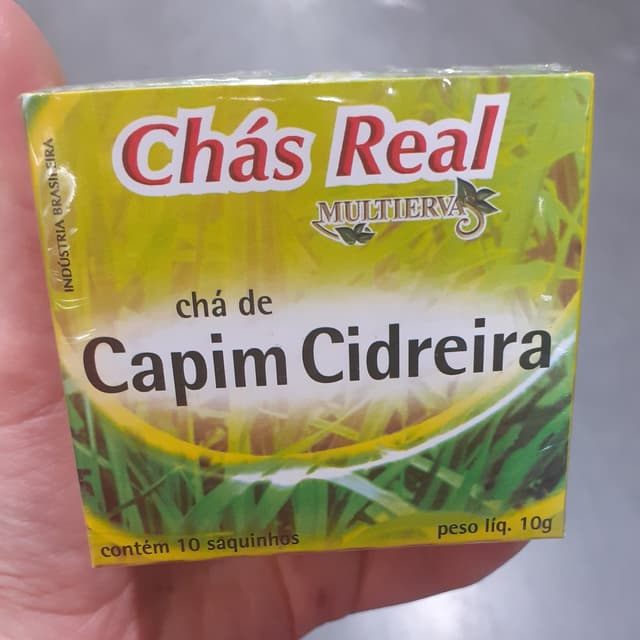 Chás Real
MULTIERVAS
INDÚSTRIA BRASILEIRA
chá de
Capim Cidreira
contém 10 saquinhos
peso líq. 10g